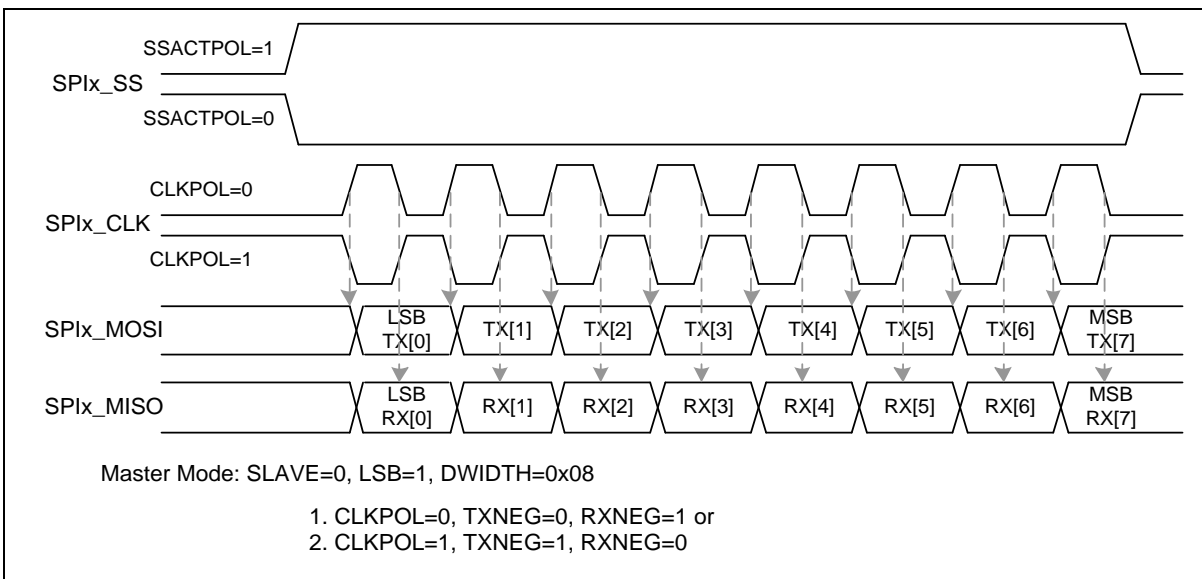 SSACTPOL=1
SPIx_SS
SSACTPOL=0
CLKPOL=0
SPIx_CLK
CLKPOL=1
SPIx_MOSI
LSB
TX[0]
TX[1]
TX[2]
TX[3]
TX[4]
TX[5]
TX[6]
MSB
TX[7]
SPIx_MISO
LSB
RX[0]
RX[1]
RX[2]
RX[3]
RX[4]
RX[5]
RX[6]
MSB
RX[7]
Master Mode: SLAVE=0, LSB=1, DWIDTH=0x08
1. CLKPOL=0, TXNEG=0, RXNEG=1 or
2. CLKPOL=1, TXNEG=1, RXNEG=0